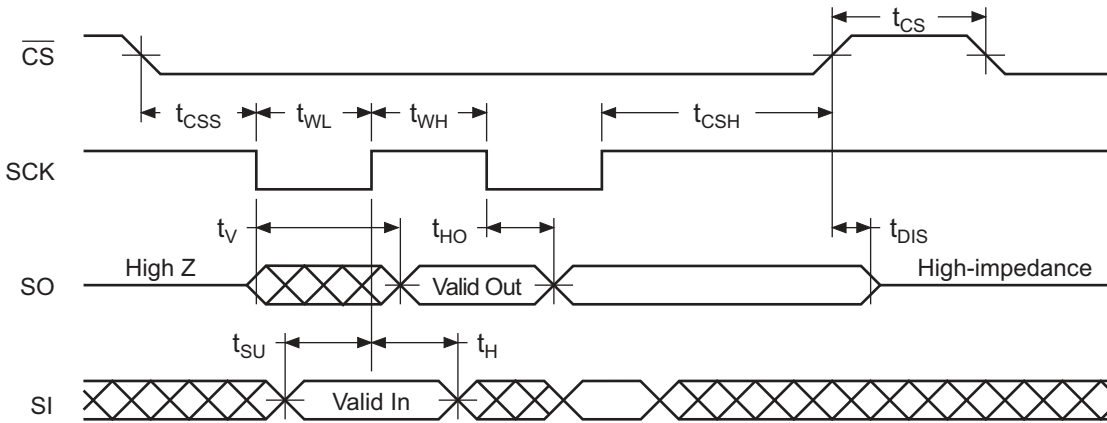 t_CS
CS
t_CSS t_WL t_WH t_CSH
SCK
t_V t_HO t_DIS
High Z High-impedance
SO Valid Out
t_SU t_H
SI Valid In